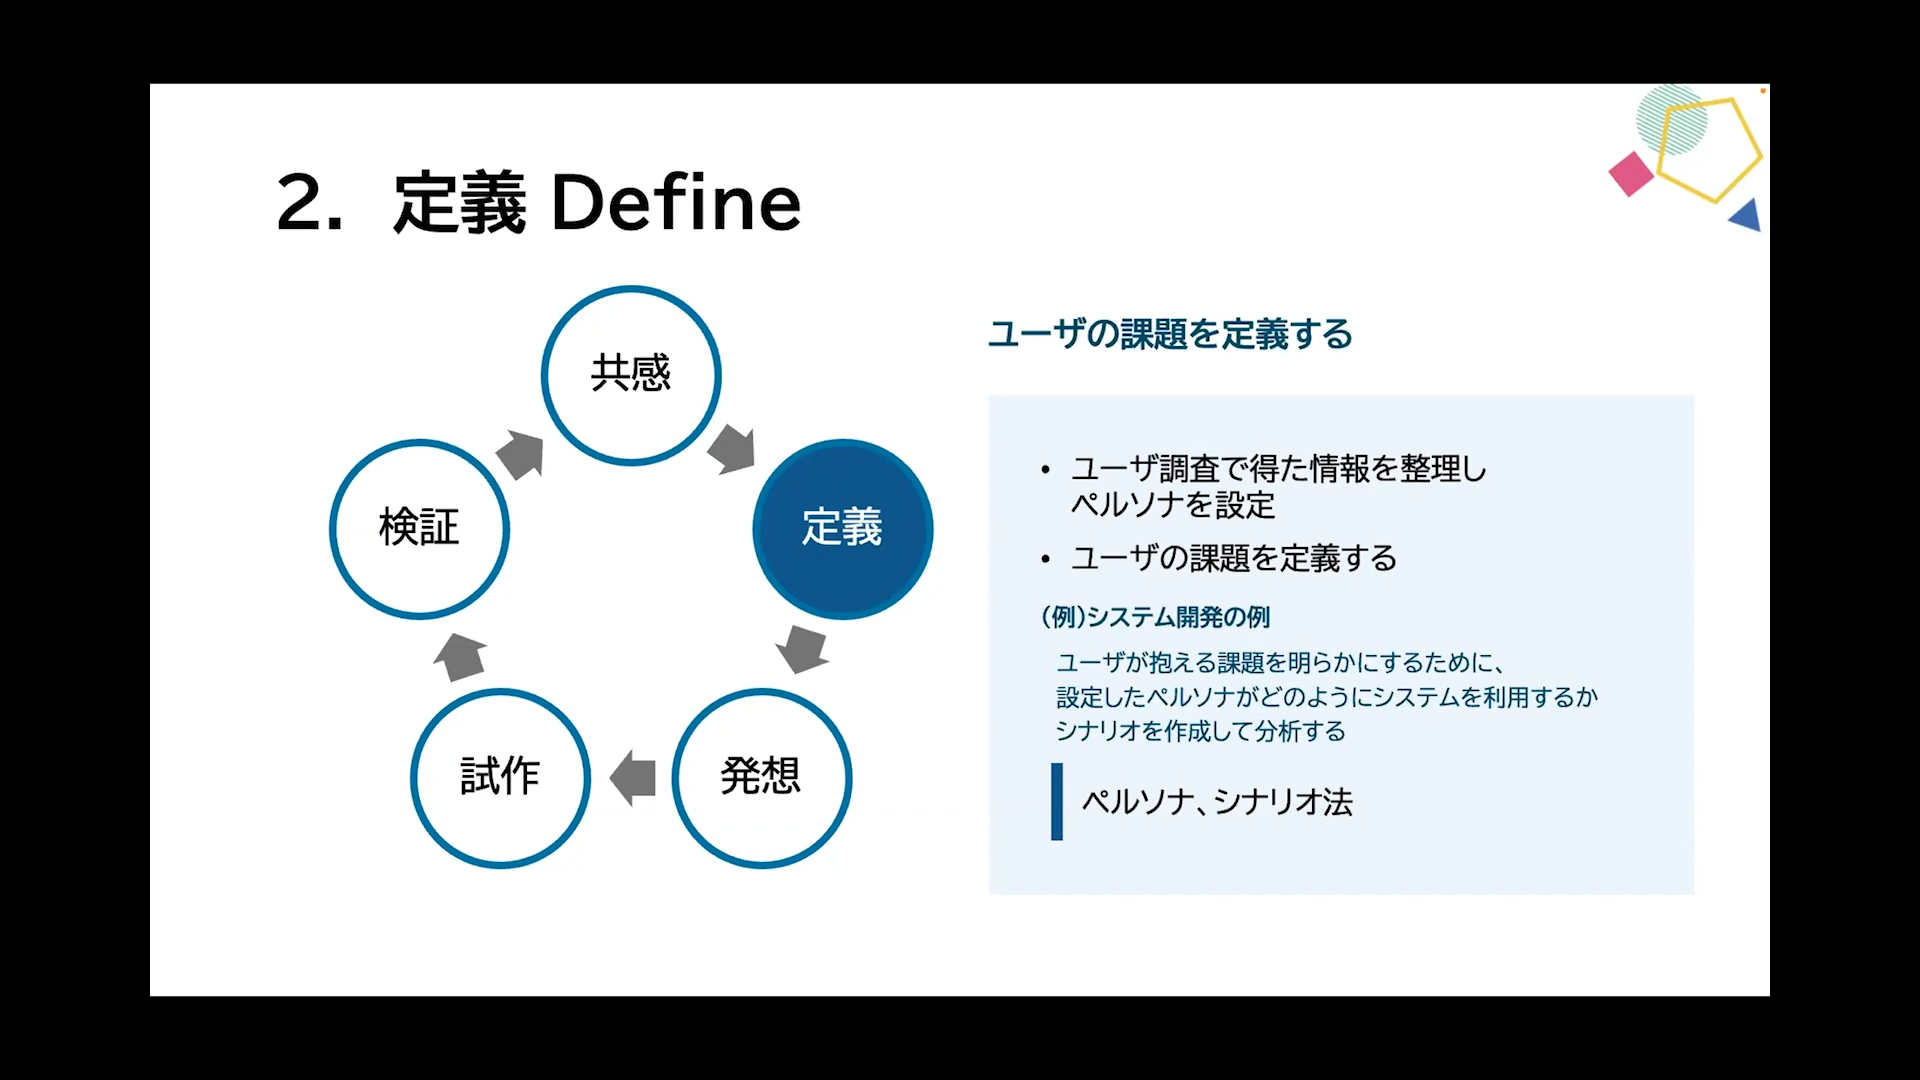 2. 定義 Define
共感
定義
発想
試作
検証
ユーザの課題を定義する
• ユーザ調査で得た情報を整理し
ペルソナを設定
• ユーザの課題を定義する
(例)システム開発の例
ユーザが抱える課題を明らかにするために、
設定したペルソナがどのようにシステムを利用するか
シナリオを作成して分析する
ペルソナ、シナリオ法